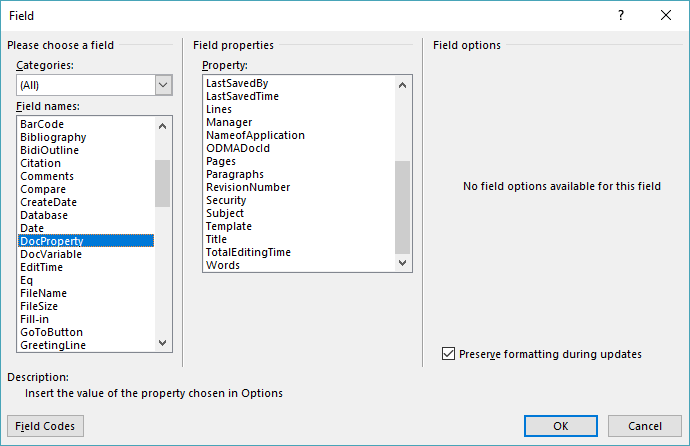 Field
?
Please choose a field
Categories:
(All)
Field names:
BarCode
Bibliography
BidiOutline
Citation
Comments
Compare
CreateDate
Database
Date
DocProperty
DocVariable
EditTime
Eq
FileName
FileSize
Fill-in
GoToButton
GreetingLine
Field properties
Property:
LastSavedBy
LastSavedTime
Lines
Manager
NameofApplication
ODMADocId
Pages
Paragraphs
RevisionNumber
Security
Subject
Template
Title
TotalEditingTime
Words
Field options
No field options available for this field
Preserve formatting during updates
Description:
Insert the value of the property chosen in Options
Field Codes
OK
Cancel